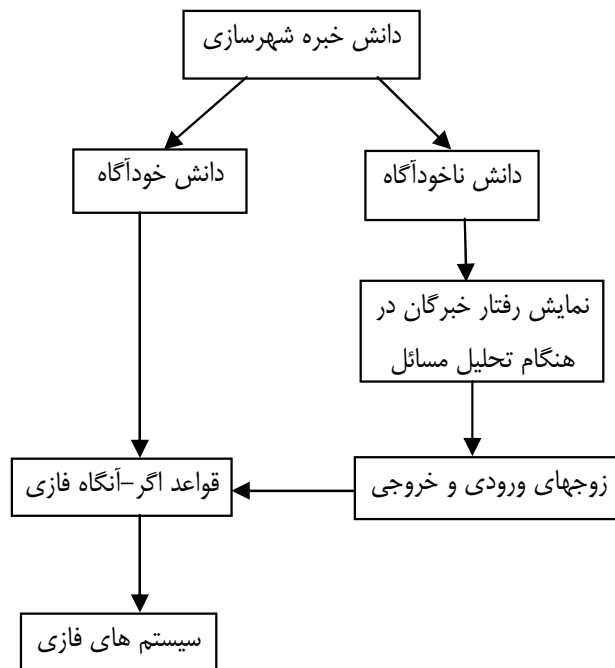 دانش خبره شهرسازی
دانش ناخودآگاه
دانش خودآگاه
نمایش رفتار خبرگان در
هنگام تحلیل مسائل
زوجهای ورودی و خروجی
قواعد اگر-آنگاه فازی
سیستم های فازی